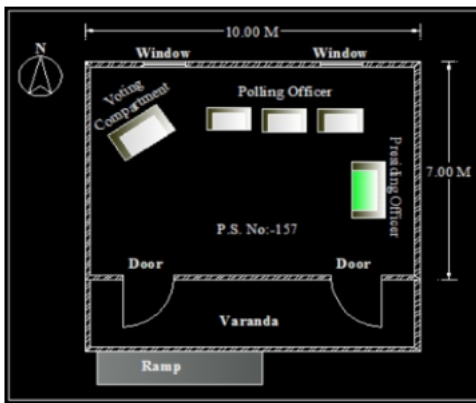 10.00 M
N
Window
Window
Voting
Compartment
Polling Officer
Presiding Officer
7.00 M
P.S. No:-157
Door
Door
Varanda
Ramp